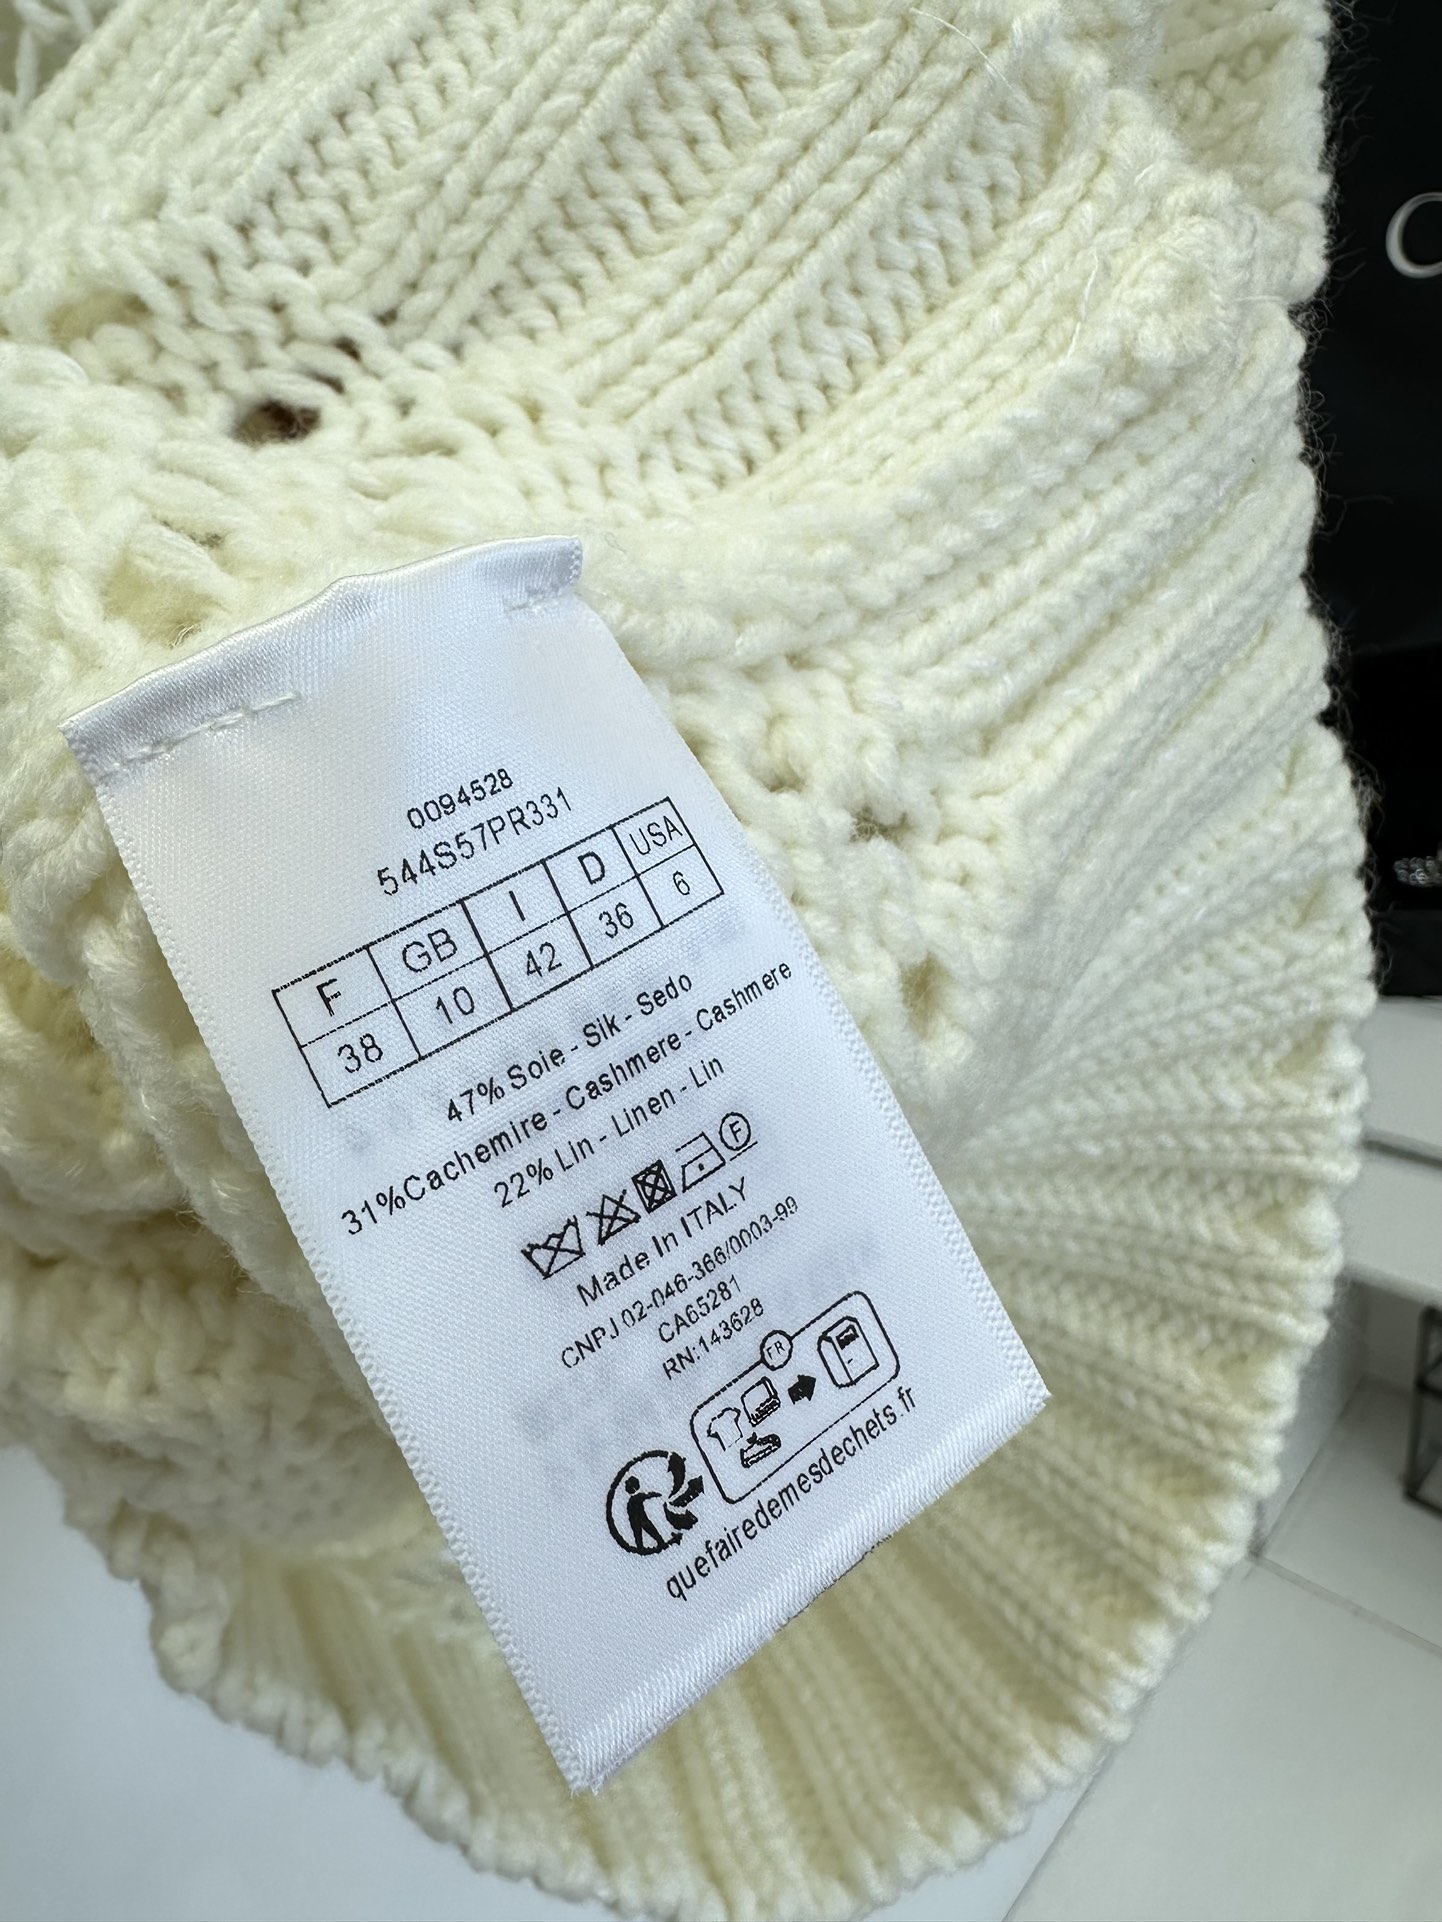 0094528
544S57PR331
F GB I D USA
38 10 42 36 6
47% Soie - Sik - Sedo
31%Cachemire - Cashmere - Cashmere
22% Lin - Linen - Lin
F
Made In ITALY
CNPJ 02-046-366/0003-99
CA65281
RN:143628
FR
quefairedemesdechets.fr
C